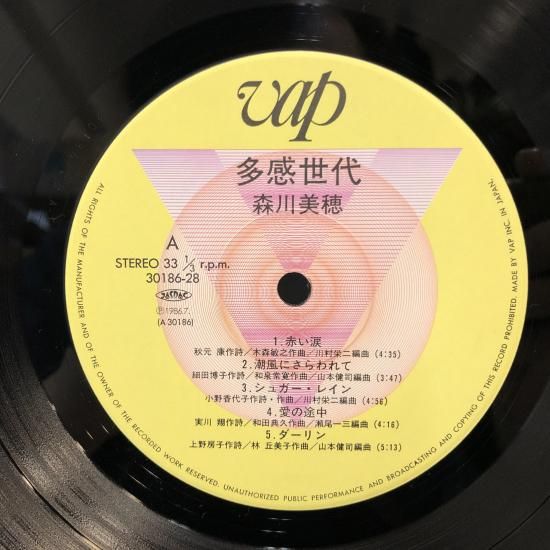 vap
多感世代
森川美穂
A
STEREO 33 1/3 r.p.m.
30186-28
JASRAC
℗1986.7.
(A 30186)
1.赤い涙
秋元 康作詩/木森敏之作曲/川村栄二編曲 (4:35)
2.潮風にさらわれて
細田博子作詩/和泉常寛作曲/山本健司編曲 (3:47)
3.シュガー・レイン
小野香代子作詩・作曲/川村栄二編曲 (4:56)
4.愛の途中
実川 翔作詩/和田典久作曲/瀬尾一三編曲 (4:16)
5.ダーリン
上野房子作詩/林 丘美子作曲/山本健司編曲 (5:13)
ALL RIGHTS OF THE MANUFACTURER AND OF THE OWNER OF THE RECORDED WORK RESERVED. UNAUTHORIZED PUBLIC PERFORMANCE AND BROADCASTING AND COPYING OF THIS RECORD PROHIBITED. MADE BY VAP INC. IN JAPAN.